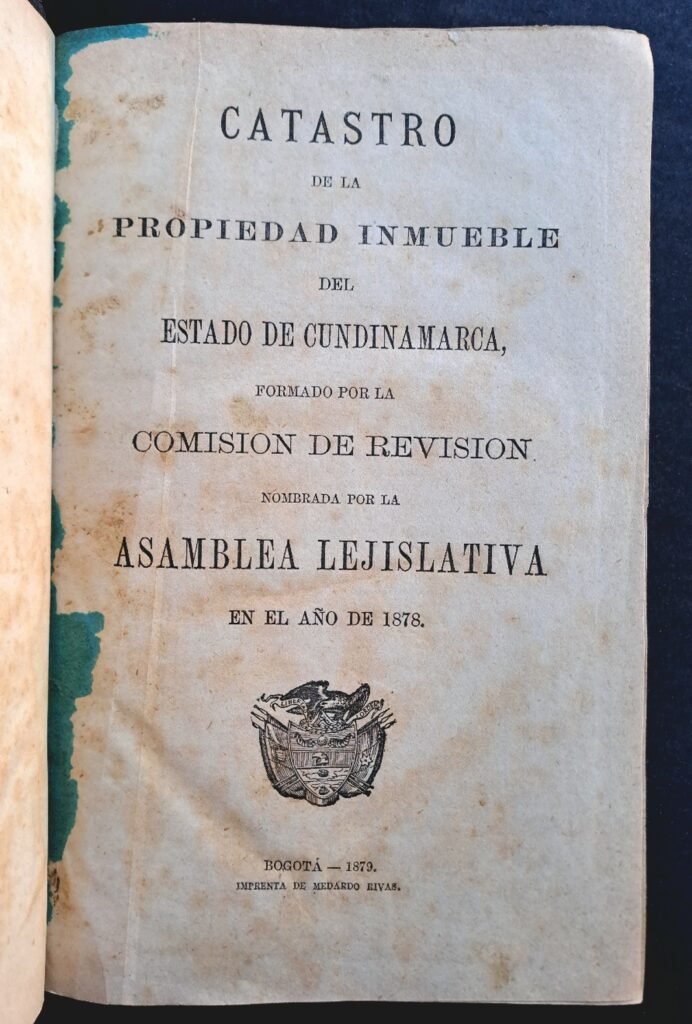 CATASTRO
DE LA
PROPIEDAD INMUEBLE
DEL
ESTADO DE CUNDINAMARCA,
FORMADO POR LA
COMISION DE REVISION
NOMBRADA POR LA
ASAMBLEA LEJISLATIVA
EN EL AÑO DE 1878.
BOGOTÁ — 1879.
IMPRENTA DE MEDARDO RIVAS.